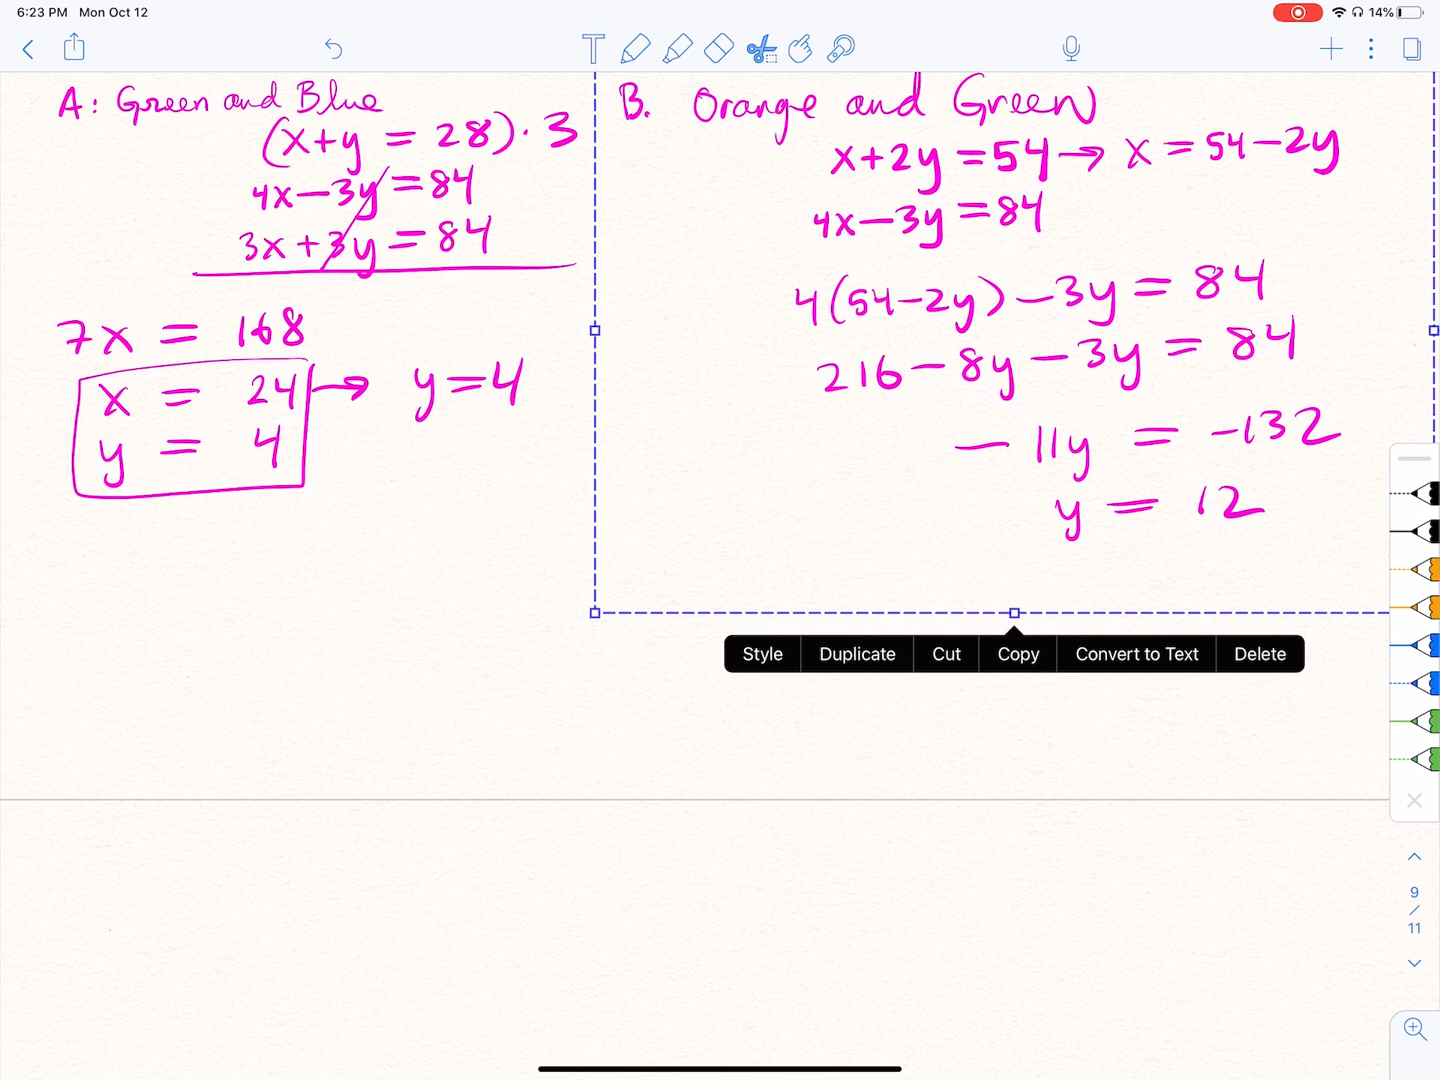 6:23 PM Mon Oct 12
14%
A: Green and Blue
(x+y = 28)·3
4x-3y=84
3x+3y=84
7x = 168
x = 24 → y=4
y = 4
B. Orange and Green
x+2y=54→ x=54-2y
4x-3y=84
4(54-2y)-3y=84
216-8y-3y=84
-11y = -132
y = 12
Style Duplicate Cut Copy Convert to Text Delete
9
/
11